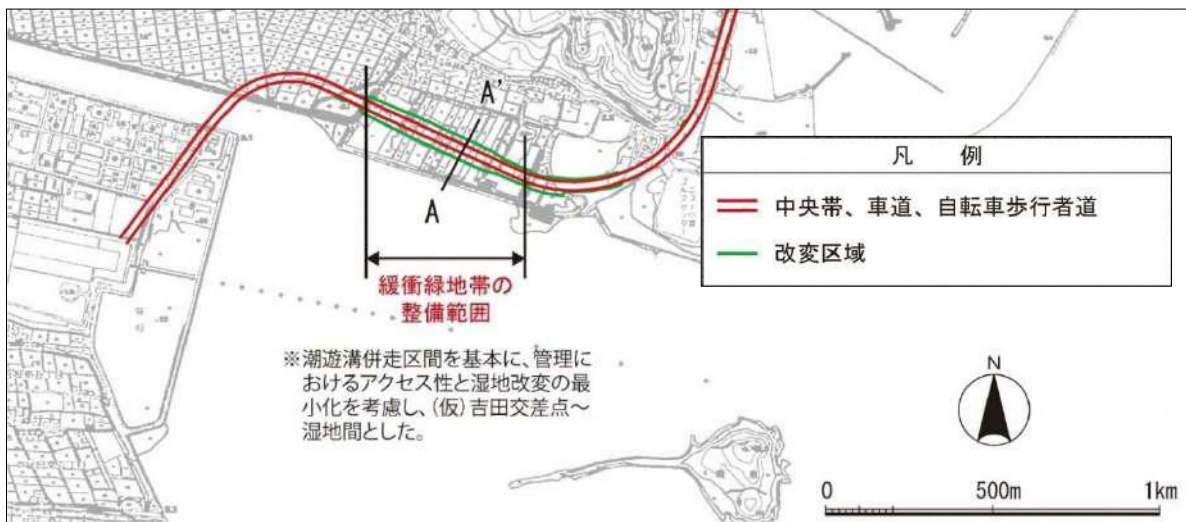 A'
A
緩衝緑地帯の
整備範囲
※潮遊溝併走区間を基本に、管理に
おけるアクセス性と湿地改変の最
小化を考慮し、(仮)吉田交差点～
湿地間とした。
凡 例
中央帯、車道、自転車歩行者道
改変区域
N
0 500m 1km